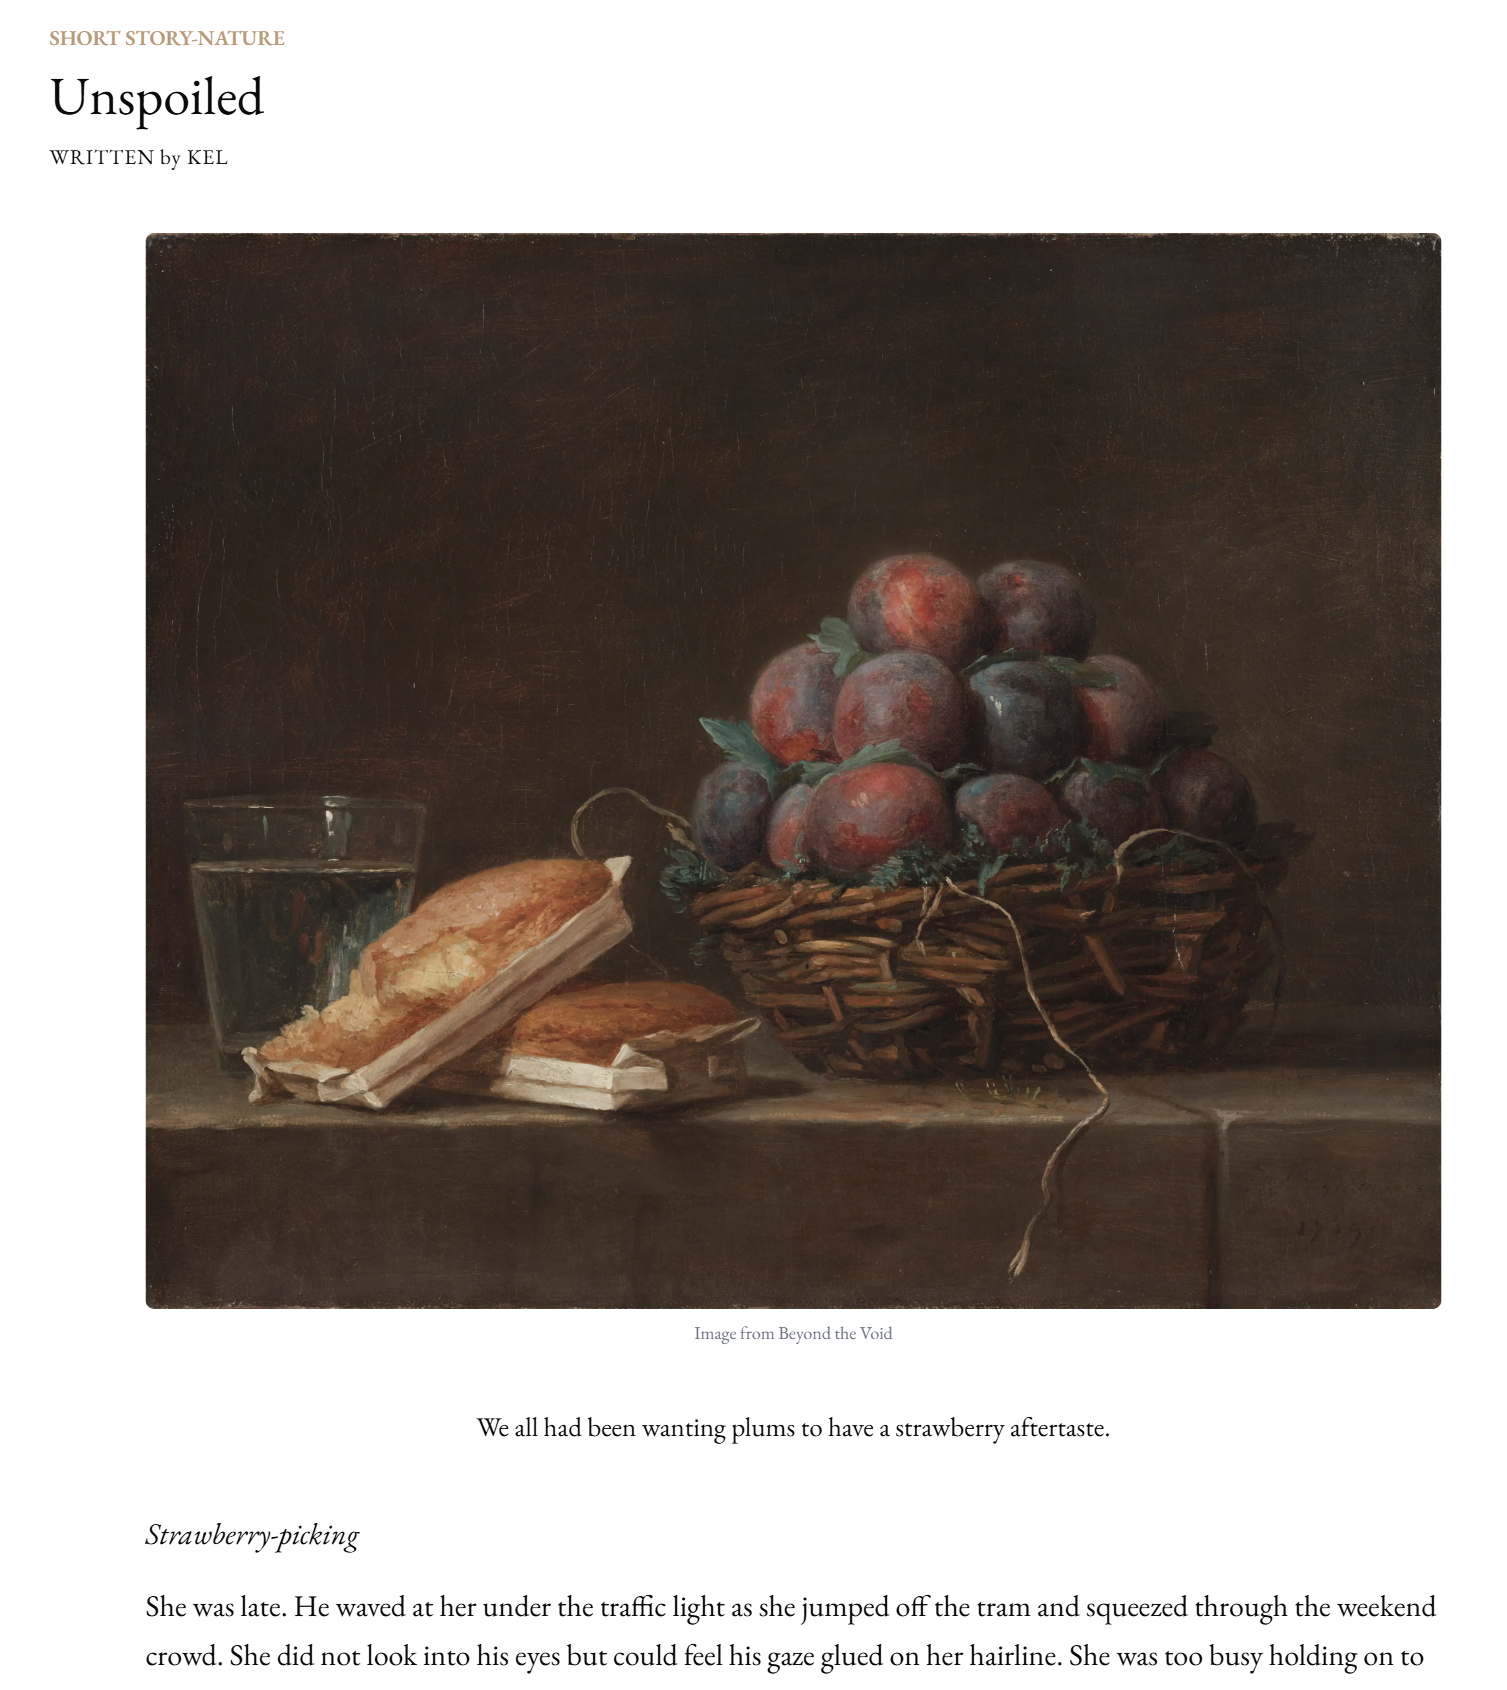 SHORT STORY-NATURE
Unspoiled
WRITTEN by KEL
Image from Beyond the Void
We all had been wanting plums to have a strawberry aftertaste.
Strawberry-picking
She was late. He waved at her under the traffic light as she jumped off the tram and squeezed through the weekend
crowd. She did not look into his eyes but could feel his gaze glued on her hairline. She was too busy holding on to